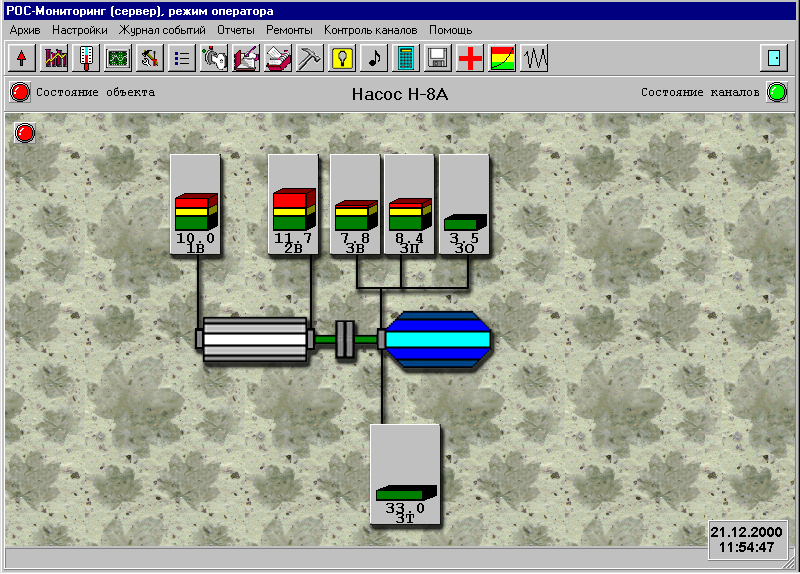 РОС-Мониторинг (сервер), режим оператора
Архив Настройки Журнал событий Отчеты Ремонты Контроль каналов Помощь
Состояние объекта Насос Н-8А Состояние каналов
10.0 11.7 7.8 8.4 3.5
1В 2В 3В 3П 3О
33.0
3Т
21.12.2000
11:54:47